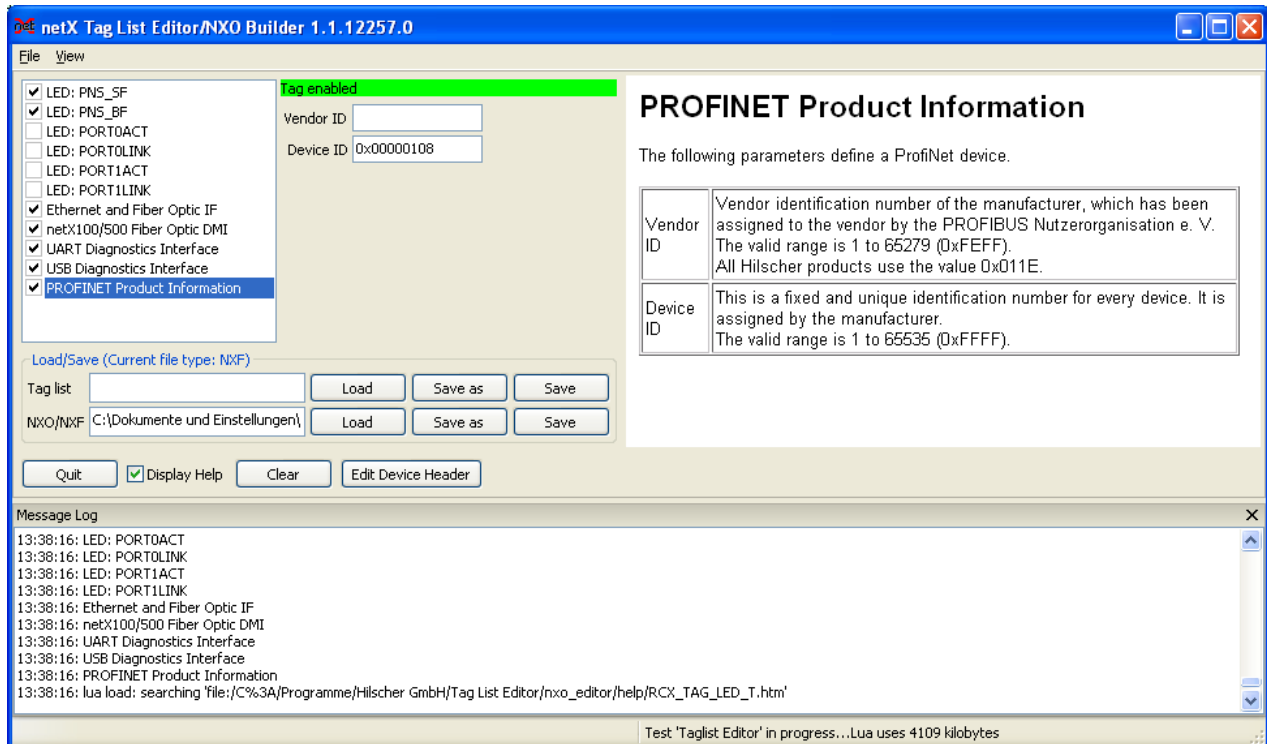 netX Tag List Editor/NXO Builder 1.1.12257.0
File View
LED: PNS_SF
LED: PNS_BF
LED: PORT0ACT
LED: PORT0LINK
LED: PORT1ACT
LED: PORT1LINK
Ethernet and Fiber Optic IF
netX100/500 Fiber Optic DMI
UART Diagnostics Interface
USB Diagnostics Interface
PROFINET Product Information
Tag enabled
Vendor ID
Device ID 0x00000108
Load/Save (Current file type: NXF)
Tag list Load Save as Save
NXO/NXF C:\Dokumente und Einstellungen\ Load Save as Save
Quit Display Help Clear Edit Device Header
PROFINET Product Information
The following parameters define a ProfiNet device.
Vendor
ID
Vendor identification number of the manufacturer, which has been
assigned to the vendor by the PROFIBUS Nutzerorganisation e. V.
The valid range is 1 to 65279 (0xFEFF).
All Hilscher products use the value 0x011E.
Device
ID
This is a fixed and unique identification number for every device. It is
assigned by the manufacturer.
The valid range is 1 to 65535 (0xFFFF).
Message Log
13:38:16: LED: PORT0ACT
13:38:16: LED: PORT0LINK
13:38:16: LED: PORT1ACT
13:38:16: LED: PORT1LINK
13:38:16: Ethernet and Fiber Optic IF
13:38:16: netX100/500 Fiber Optic DMI
13:38:16: UART Diagnostics Interface
13:38:16: USB Diagnostics Interface
13:38:16: PROFINET Product Information
13:38:16: lua load: searching 'file:/C%3A/Programme/Hilscher GmbH/Tag List Editor/nxo_editor/help/RCX_TAG_LED_T.htm'
Test 'Taglist Editor' in progress...Lua uses 4109 kilobytes